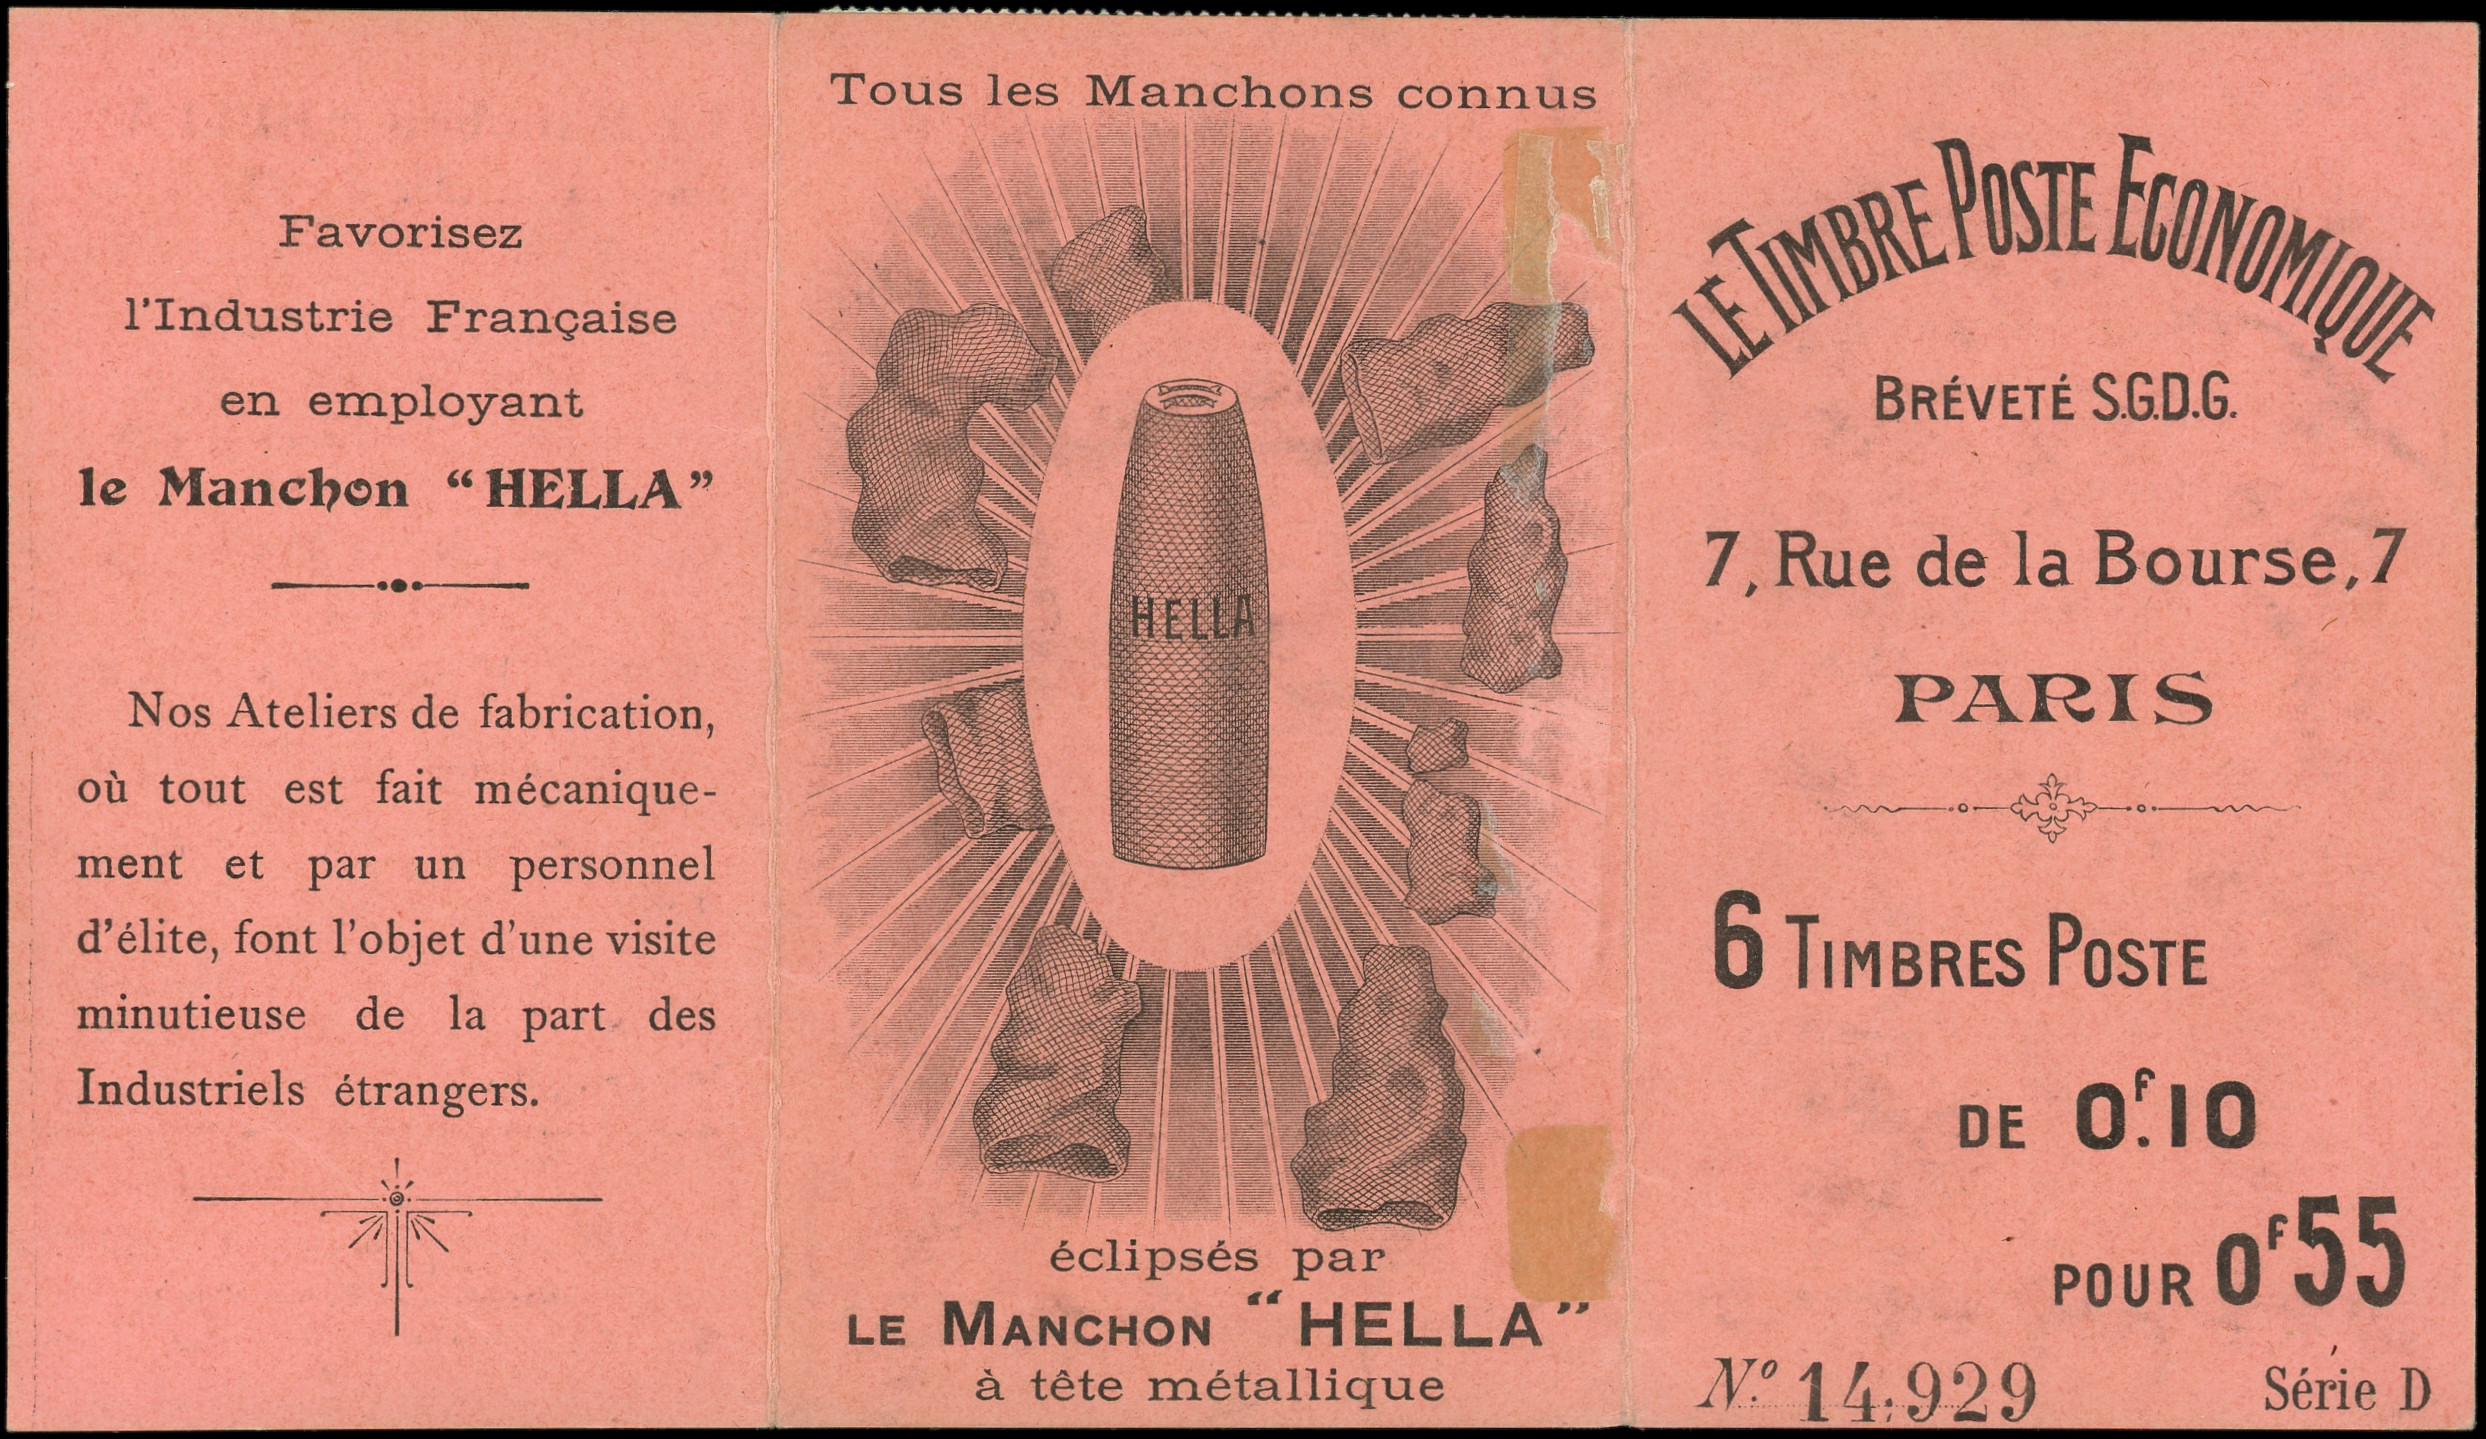 Favorisez
l'Industrie Française
en employant
le Manchon “HELLA”
Nos Ateliers de fabrication,
où tout est fait mécanique-
ment et par un personnel
d'élite, font l'objet d'une visite
minutieuse de la part des
Industriels étrangers.
Tous les Manchons connus
HELLA
éclipsés par
LE MANCHON “HELLA”
à tête métallique
LE TIMBRE POSTE ECONOMIQUE
BRÉVETÉ S.G.D.G.
7, Rue de la Bourse, 7
PARIS
6 TIMBRES POSTE
DE 0F.10
POUR 0F55
No. 14.929 Série D